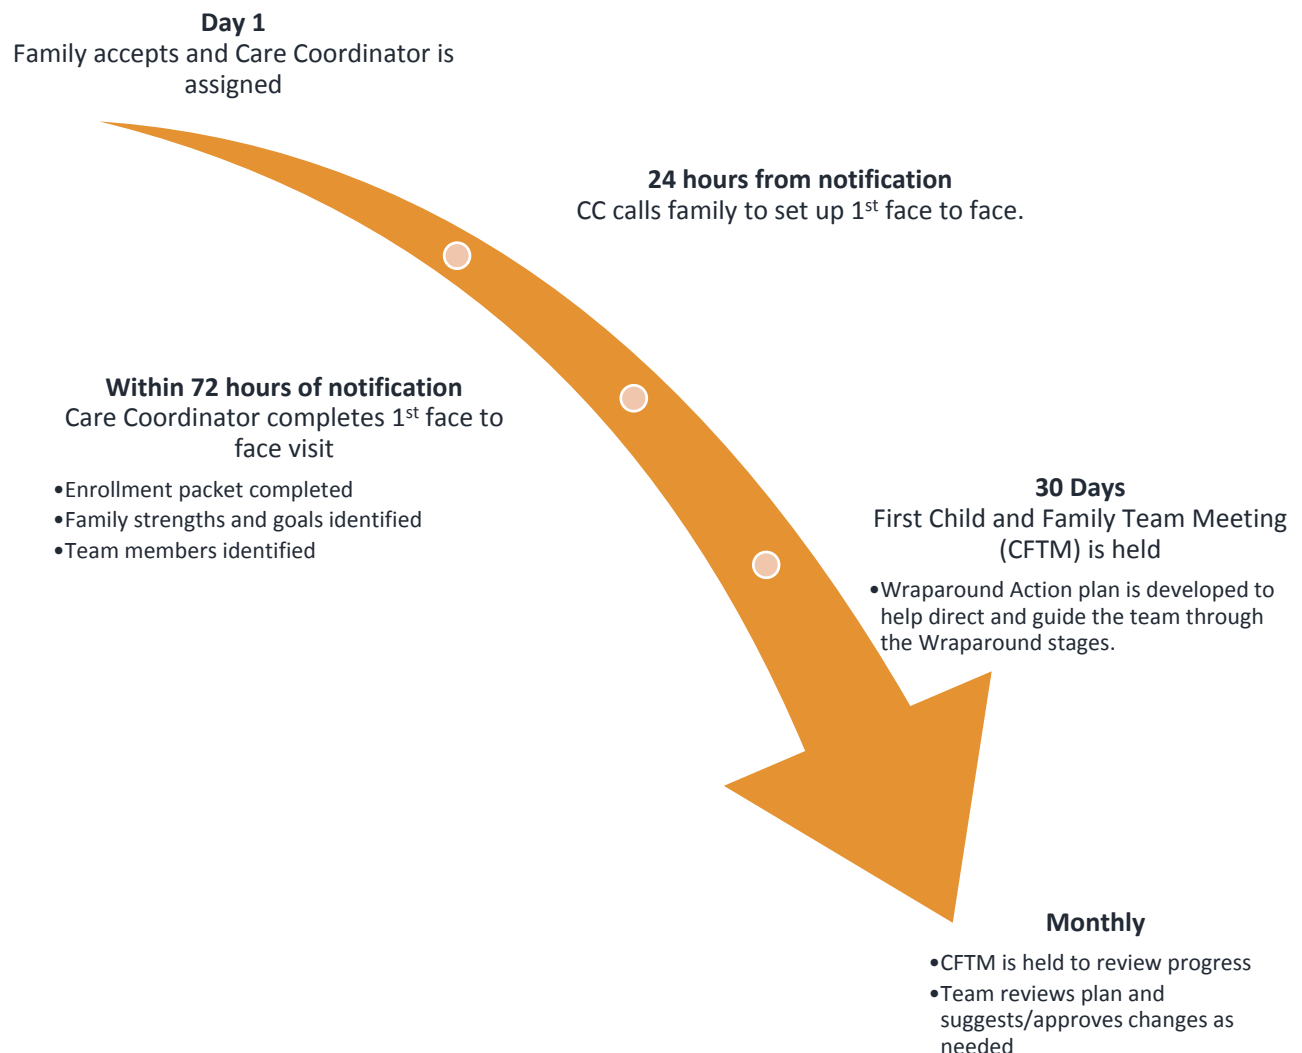 Day 1
Family accepts and Care Coordinator is
assigned
24 hours from notification
CC calls family to set up 1st face to face.
Within 72 hours of notification
Care Coordinator completes 1st face to
face visit
•Enrollment packet completed
•Family strengths and goals identified
•Team members identified
30 Days
First Child and Family Team Meeting
(CFTM) is held
•Wraparound Action plan is developed to
help direct and guide the team through
the Wraparound stages.
Monthly
•CFTM is held to review progress
•Team reviews plan and
suggests/approves changes as
needed